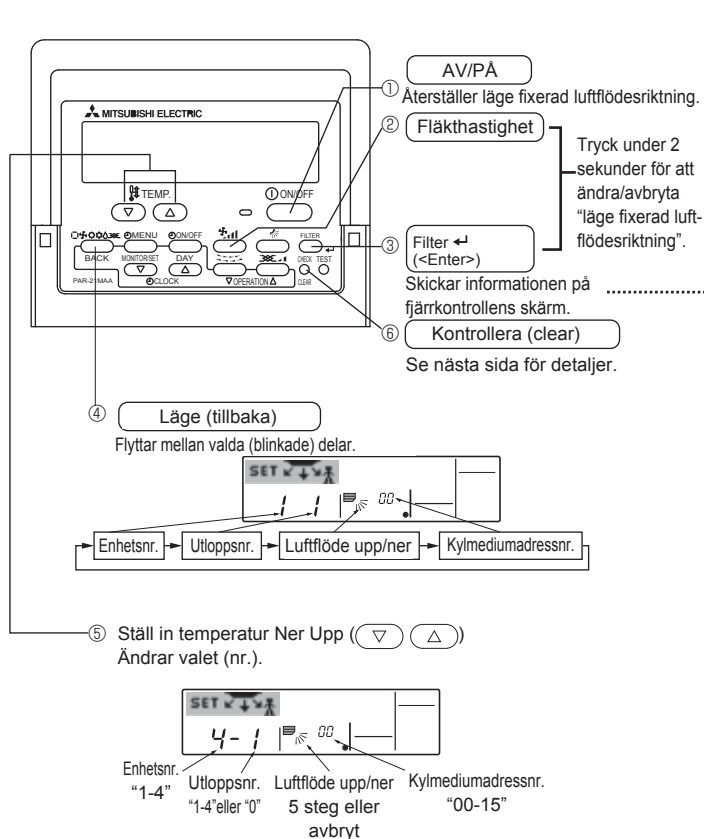 AV/PÅ
① Återställer läge fixerad luftflödesriktning.
② Fläkthastighet
Tryck under 2
sekunder för att
ändra/avbryta
“läge fixerad luft-
flödesriktning”.
③ Filter ↵
(<Enter>)
Skickar informationen på
fjärrkontrollens skärm.
⑥ Kontrollera (clear)
Se nästa sida för detaljer.
MITSUBISHI ELECTRIC
TEMP.
ON/OFF
MENU
ON/OFF
FILTER
BACK
MONITOR/SET
DAY
CHECK TEST
PAR-21MAA
CLOCK
▽ OPERATION △
CLEAR
④ Läge (tillbaka)
Flyttar mellan valda (blinkade) delar.
SET
1 1 00
Enhetsnr. Utloppsnr. Luftflöde upp/ner Kylmediumadressnr.
⑤ Ställ in temperatur Ner Upp (▽ △)
Ändrar valet (nr.).
SET
4- 1 00
Enhetsnr.
“1-4”
Utloppsnr.
“1-4”eller “0”
Luftflöde upp/ner
5 steg eller
avbryt
Kylmediumadressnr.
“00-15”